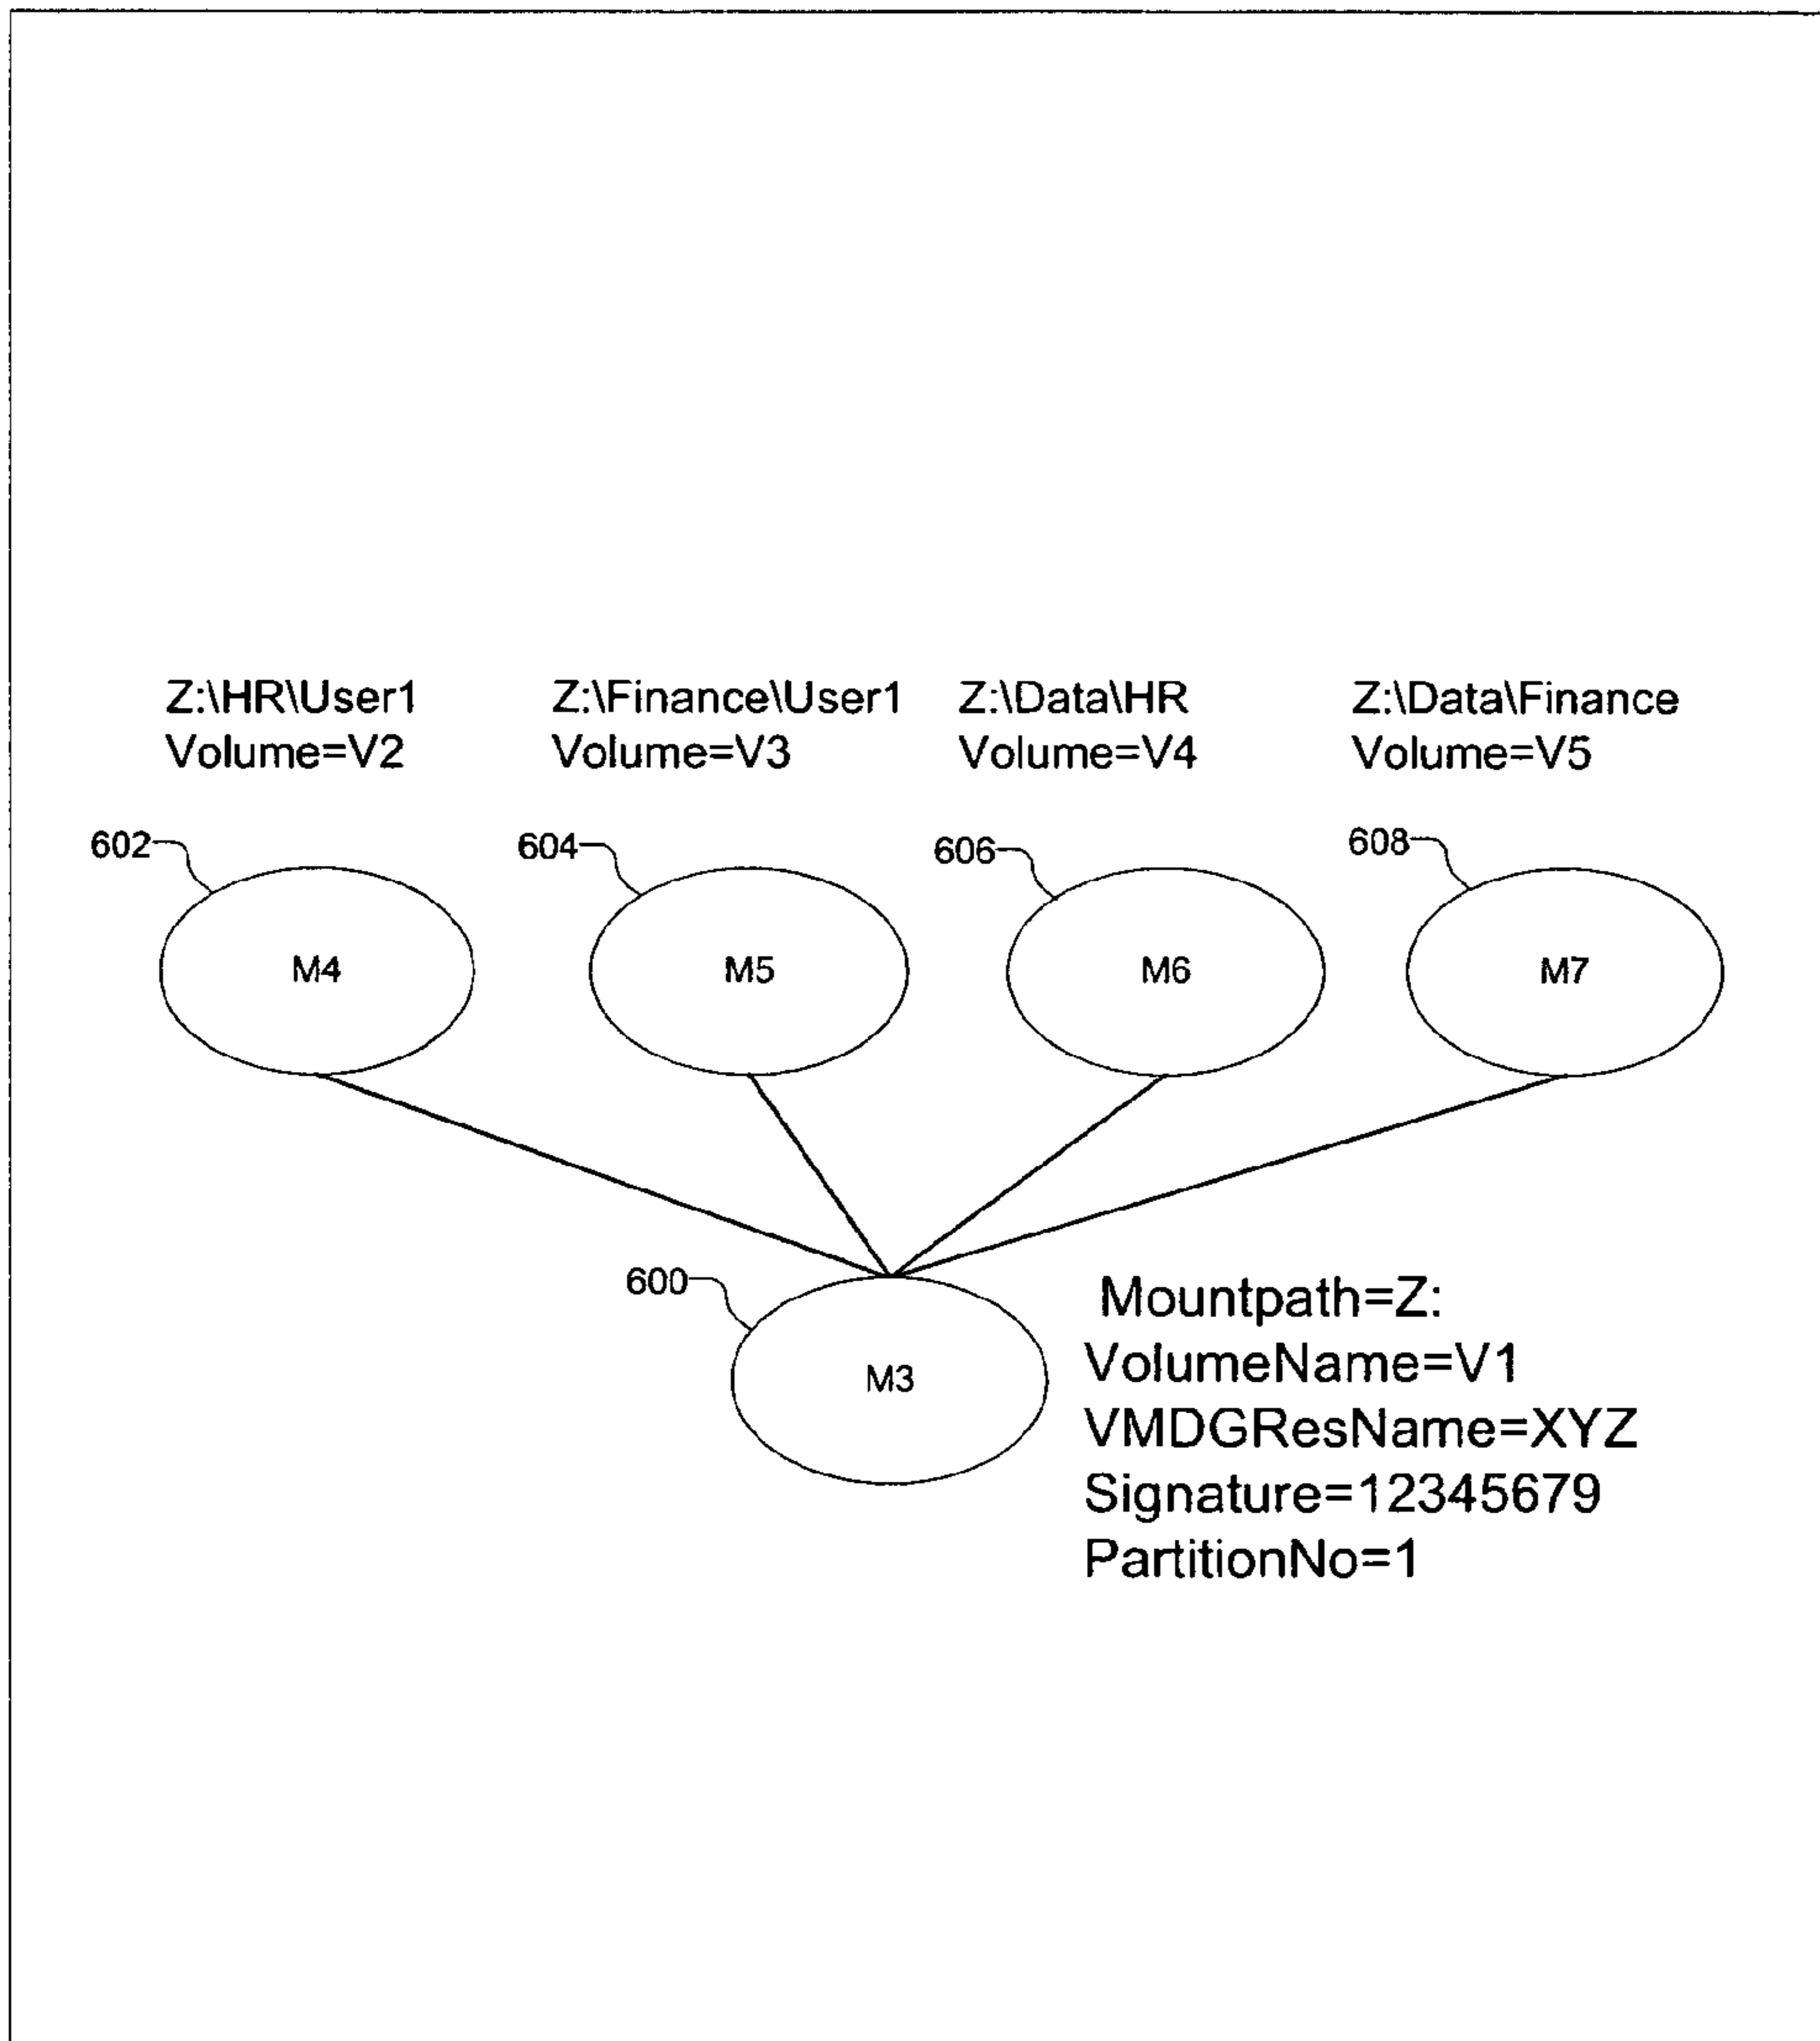 Z:\HR\User1
Volume=V2
Z:\Finance\User1
Volume=V3
Z:\Data\HR
Volume=V4
Z:\Data\Finance
Volume=V5
602
604
606
608
M4
M5
M6
M7
600
M3
Mountpath=Z:
VolumeName=V1
VMDGResName=XYZ
Signature=12345679
PartitionNo=1